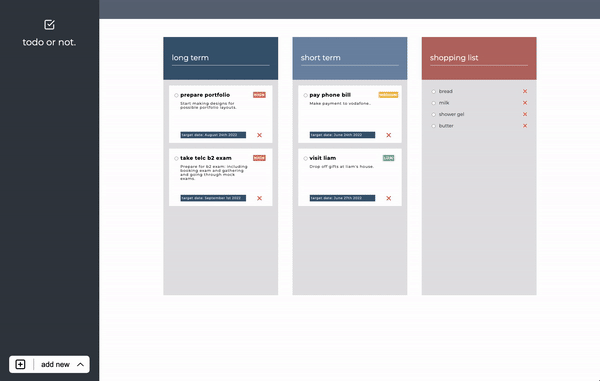 todo or not.
long term
prepare portfolio
HIGH
Start making designs for
possible portfolio layouts.
target date: August 24th 2022
take telc b2 exam
HIGH
Prepare for b2 exam: including
booking exam and gathering
and going through mock
exams.
target date: September 1st 2022
short term
pay phone bill
MEDIUM
Make payment to vodafone.
target date: June 24th 2022
visit liam
LOW
Drop off gifts at liam's house.
target date: June 27th 2022
shopping list
bread
milk
shower gel
butter
add new